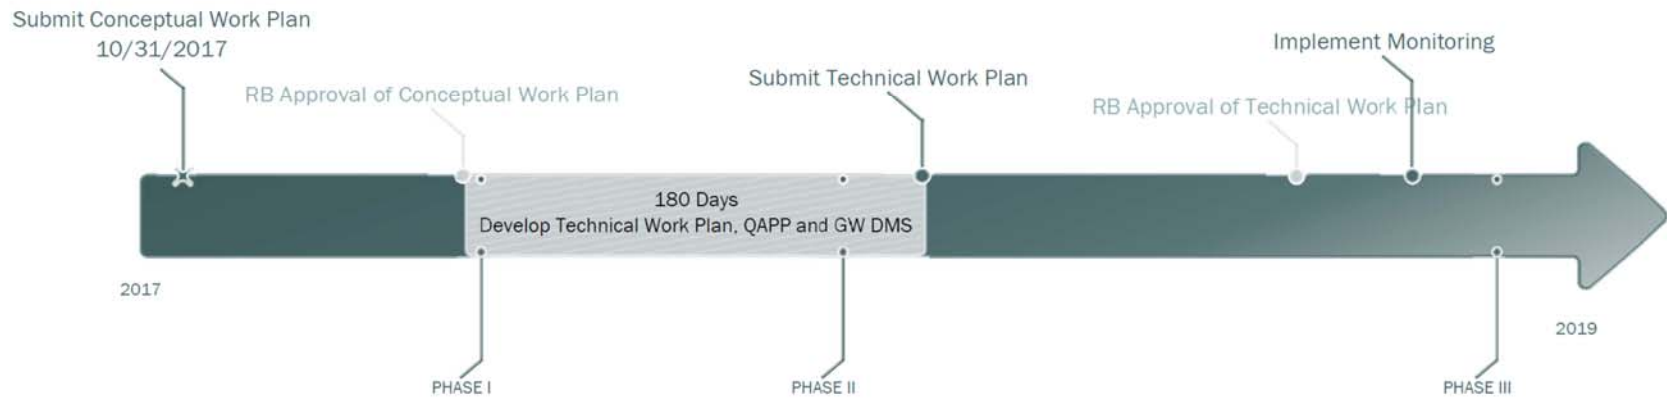 Submit Conceptual Work Plan
10/31/2017
RB Approval of Conceptual Work Plan
Submit Technical Work Plan
Implement Monitoring
RB Approval of Technical Work Plan
180 Days
Develop Technical Work Plan, QAPP and GW DMS
2017
2019
PHASE I
PHASE II
PHASE III